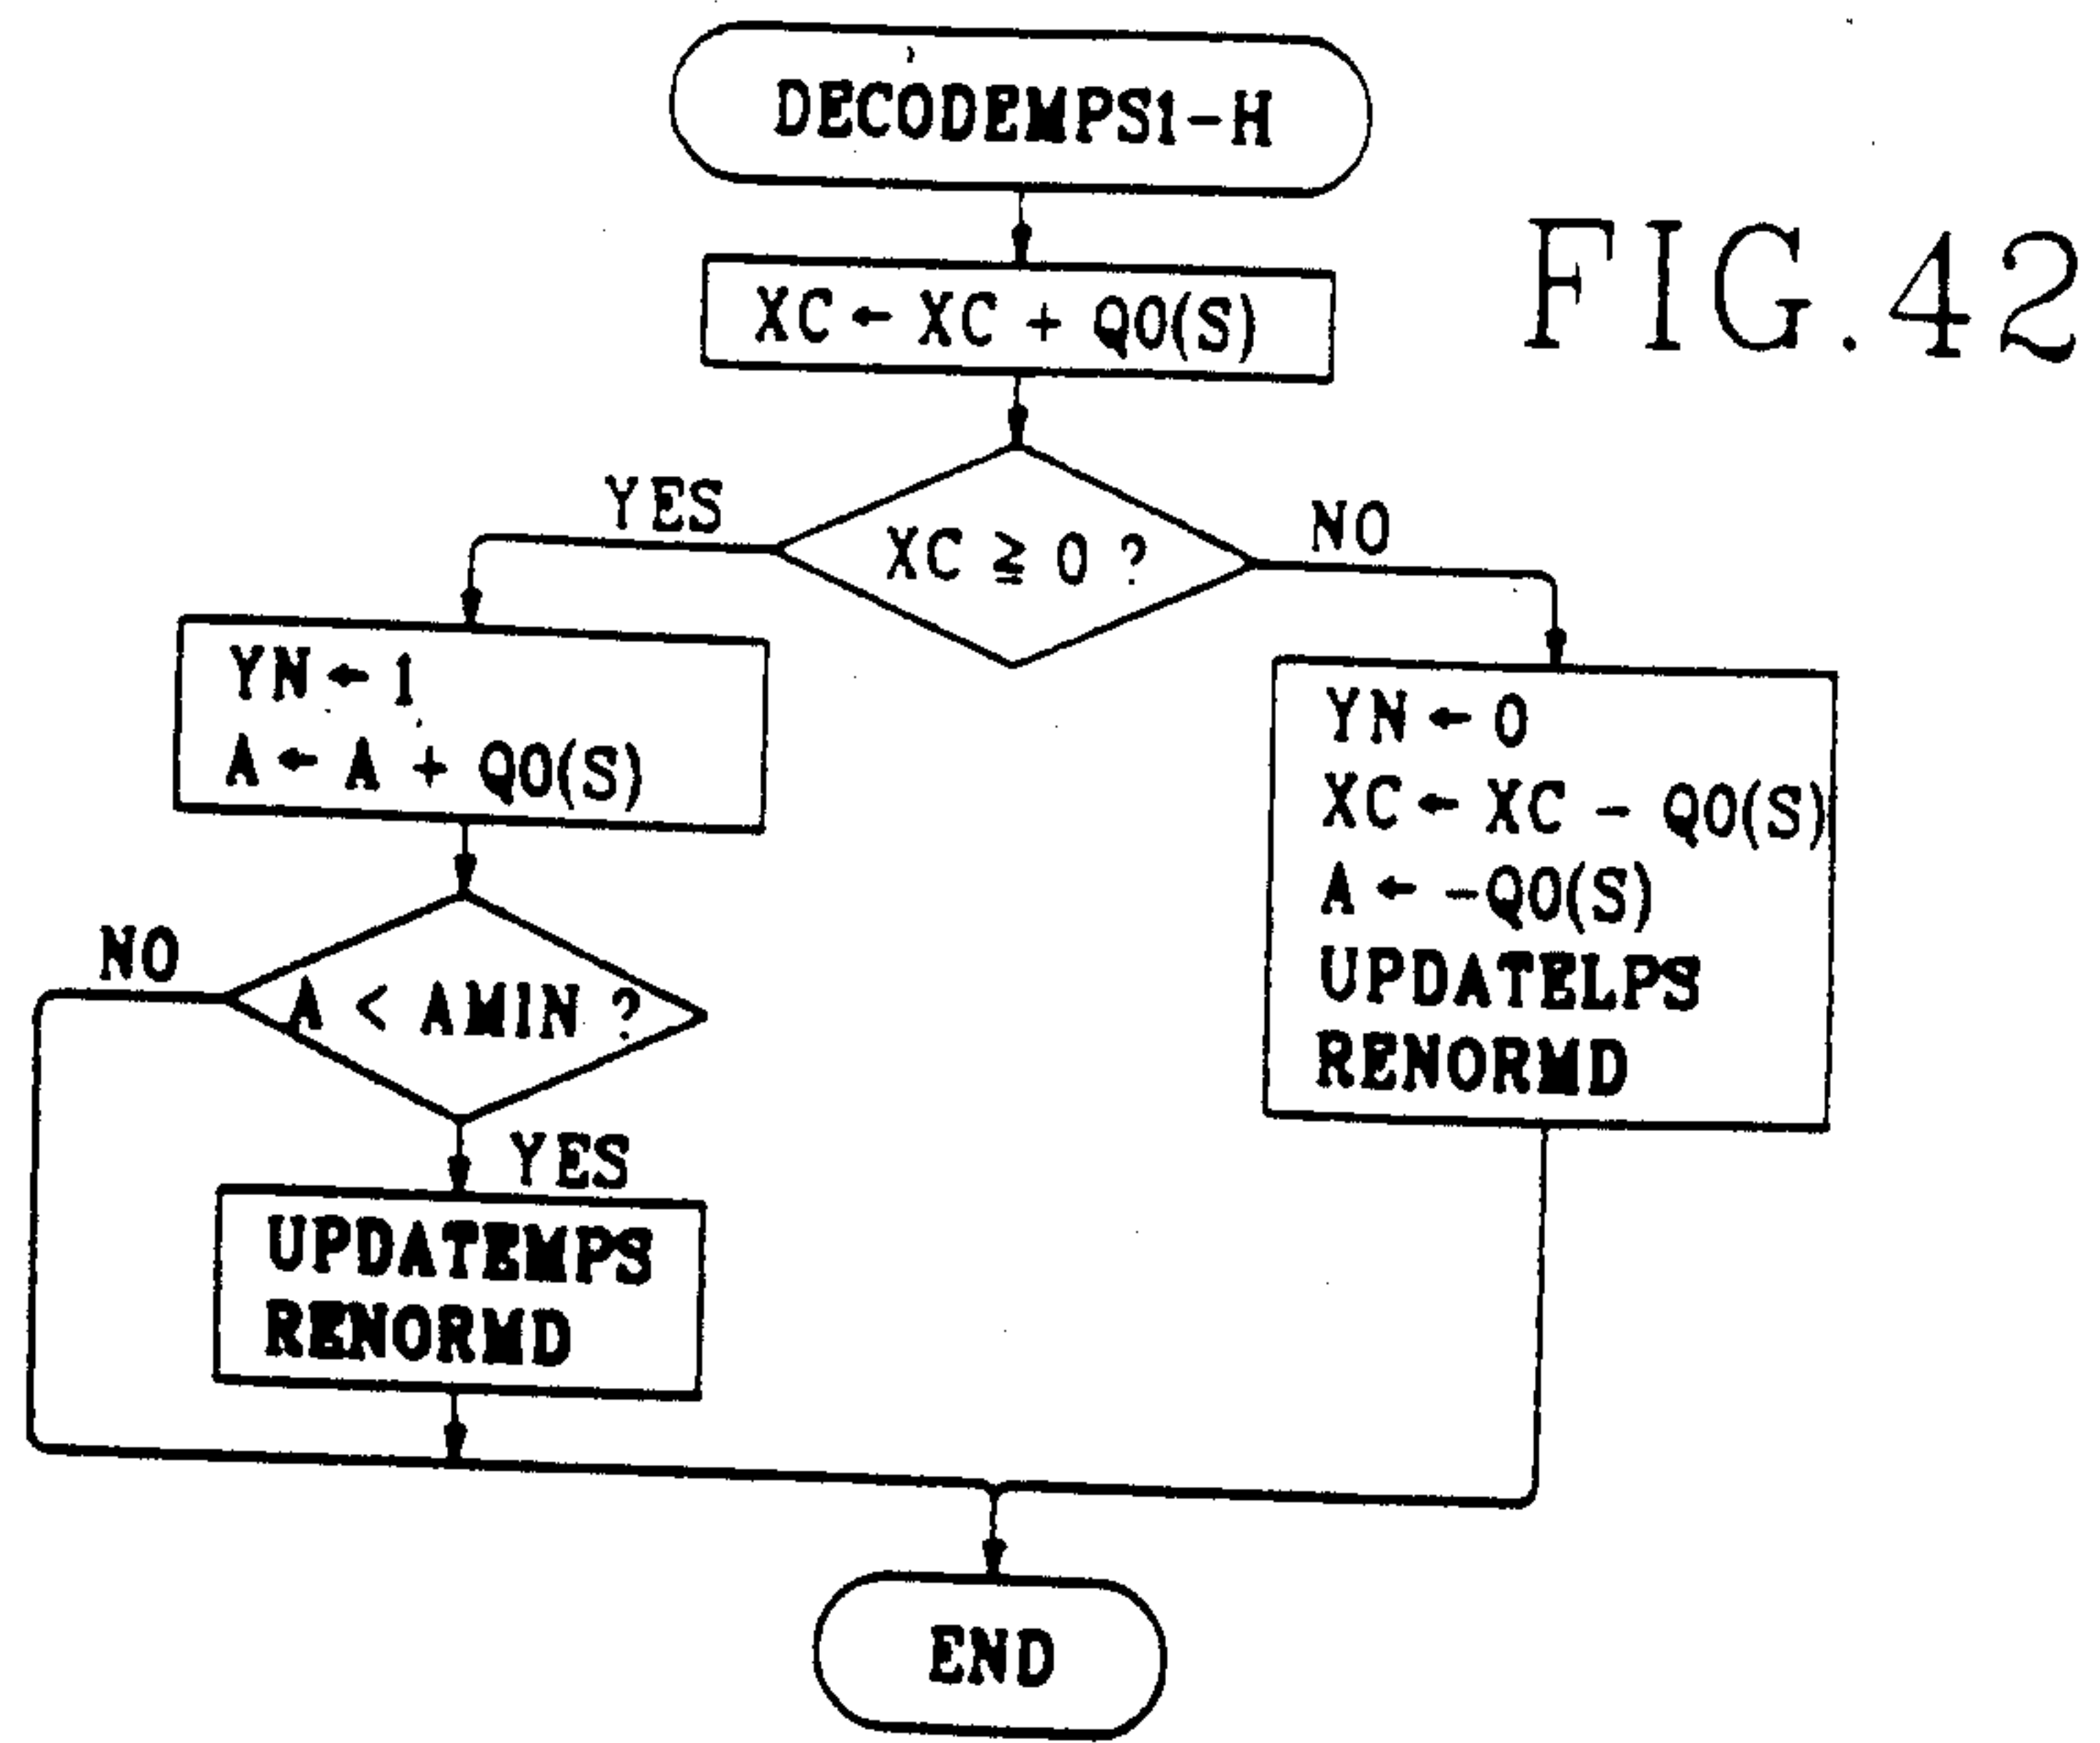 DECODEMPS1-H
FIG.42
XC ← XC + Q0(S)
XC ≧ 0 ?
YES
NO
YN ← 1
A ← A + Q0(S)
YN ← 0
XC ← XC - Q0(S)
A ← -Q0(S)
UPDATELPS
RENORMD
A < AMIN ?
NO
YES
UPDATEMPS
RENORMD
END